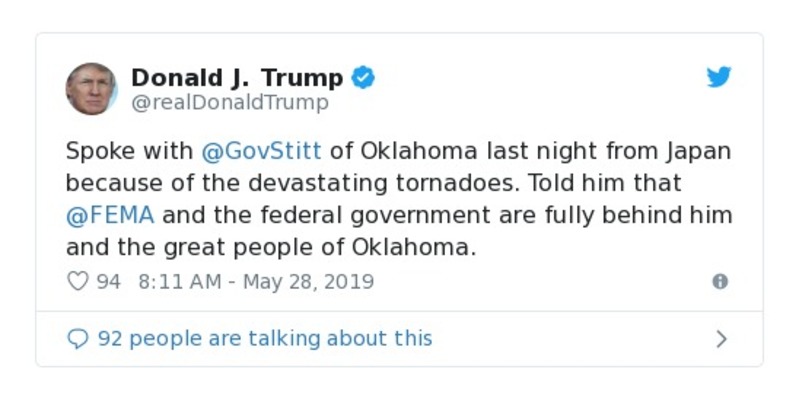 Donald J. Trump
@realDonaldTrump
Spoke with @GovStitt of Oklahoma last night from Japan
because of the devastating tornadoes. Told him that
@FEMA and the federal government are fully behind him
and the great people of Oklahoma.
94 8:11 AM - May 28, 2019
92 people are talking about this